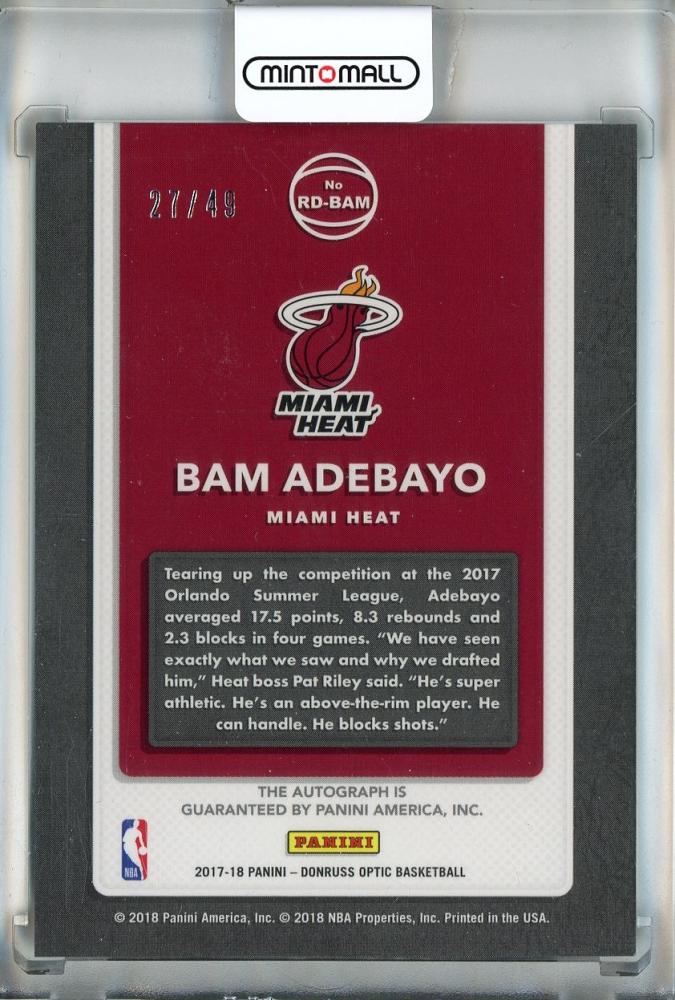 MINTMALL
27/49
No
RD-BAM
MIAMI
HEAT
BAM ADEBAYO
MIAMI HEAT
Tearing up the competition at the 2017
Orlando Summer League, Adebayo
averaged 17.5 points, 8.3 rebounds and
2.3 blocks in four games. “We have seen
exactly what we saw and why we drafted
him,” Heat boss Pat Riley said. “He’s super
athletic. He’s an above-the-rim player. He
can handle. He blocks shots.”
THE AUTOGRAPH IS
GUARANTEED BY PANINI AMERICA, INC.
PANINI
NBA
2017-18 PANINI – DONRUSS OPTIC BASKETBALL
© 2018 Panini America, Inc. © 2018 NBA Properties, Inc. Printed in the USA.